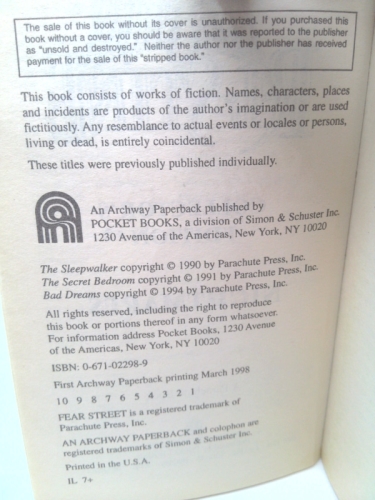 The sale of this book without its cover is unauthorized. If you purchased
this book without a cover, you should be aware that it was reported to the publisher
as "unsold and destroyed." Neither the author nor the publisher has received
payment for the sale of this "stripped book."
This book consists of works of fiction. Names, characters, places
and incidents are products of the author's imagination or are used
fictitiously. Any resemblance to actual events or locales or persons,
living or dead, is entirely coincidental.
These titles were previously published individually.
An Archway Paperback published by
POCKET BOOKS, a division of Simon & Schuster Inc.
1230 Avenue of the Americas, New York, NY 10020
The Sleepwalker copyright © 1990 by Parachute Press, Inc.
The Secret Bedroom copyright © 1991 by Parachute Press, Inc.
Bad Dreams copyright © 1994 by Parachute Press, Inc.
All rights reserved, including the right to reproduce
this book or portions thereof in any form whatsoever.
For information address Pocket Books, 1230 Avenue
of the Americas, New York, NY 10020
ISBN: 0-671-02298-9
First Archway Paperback printing March 1998
10 9 8 7 6 5 4 3 2 1
FEAR STREET is a registered trademark of
Parachute Press, Inc.
AN ARCHWAY PAPERBACK and colophon are
registered trademarks of Simon & Schuster Inc.
Printed in the U.S.A.
IL 7+